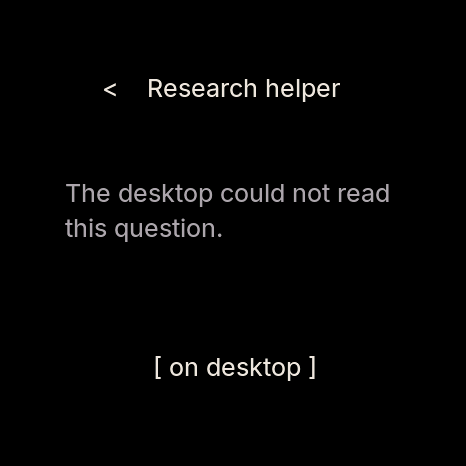 < Research helper
The desktop could not read
this question.
[ on desktop ]